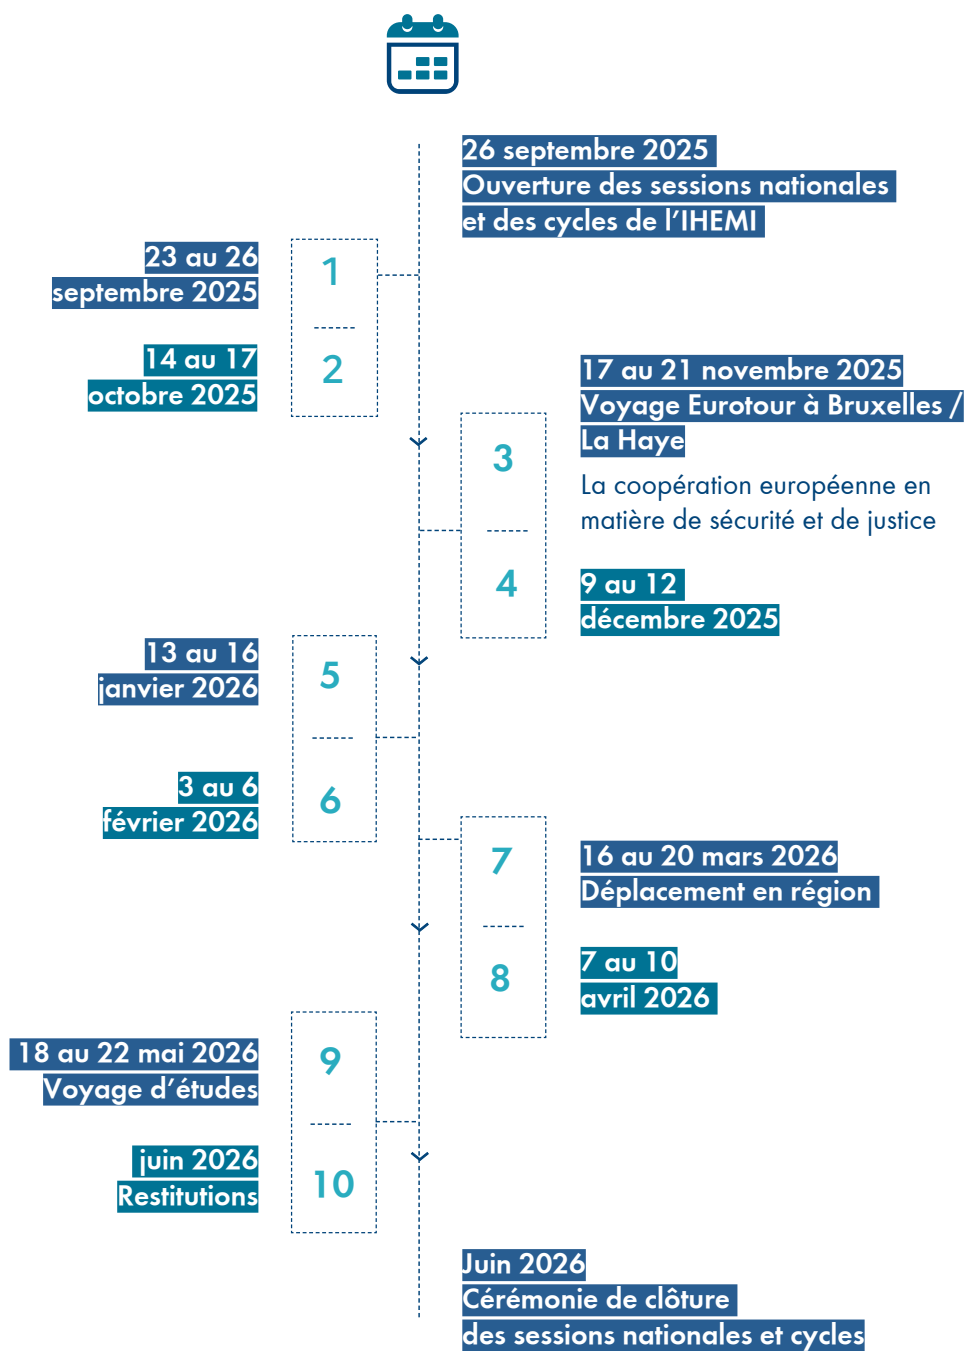 26 septembre 2025
Ouverture des sessions nationales
et des cycles de l’IHEMI
23 au 26
septembre 2025
1
14 au 17
octobre 2025
2
17 au 21 novembre 2025
Voyage Eurotour à Bruxelles /
La Haye
La coopération européenne en
matière de sécurité et de justice
3
9 au 12
décembre 2025
4
13 au 16
janvier 2026
5
3 au 6
février 2026
6
7
16 au 20 mars 2026
Déplacement en région
8
7 au 10
avril 2026
18 au 22 mai 2026
Voyage d’études
9
juin 2026
Restitutions
10
Juin 2026
Cérémonie de clôture
des sessions nationales et cycles